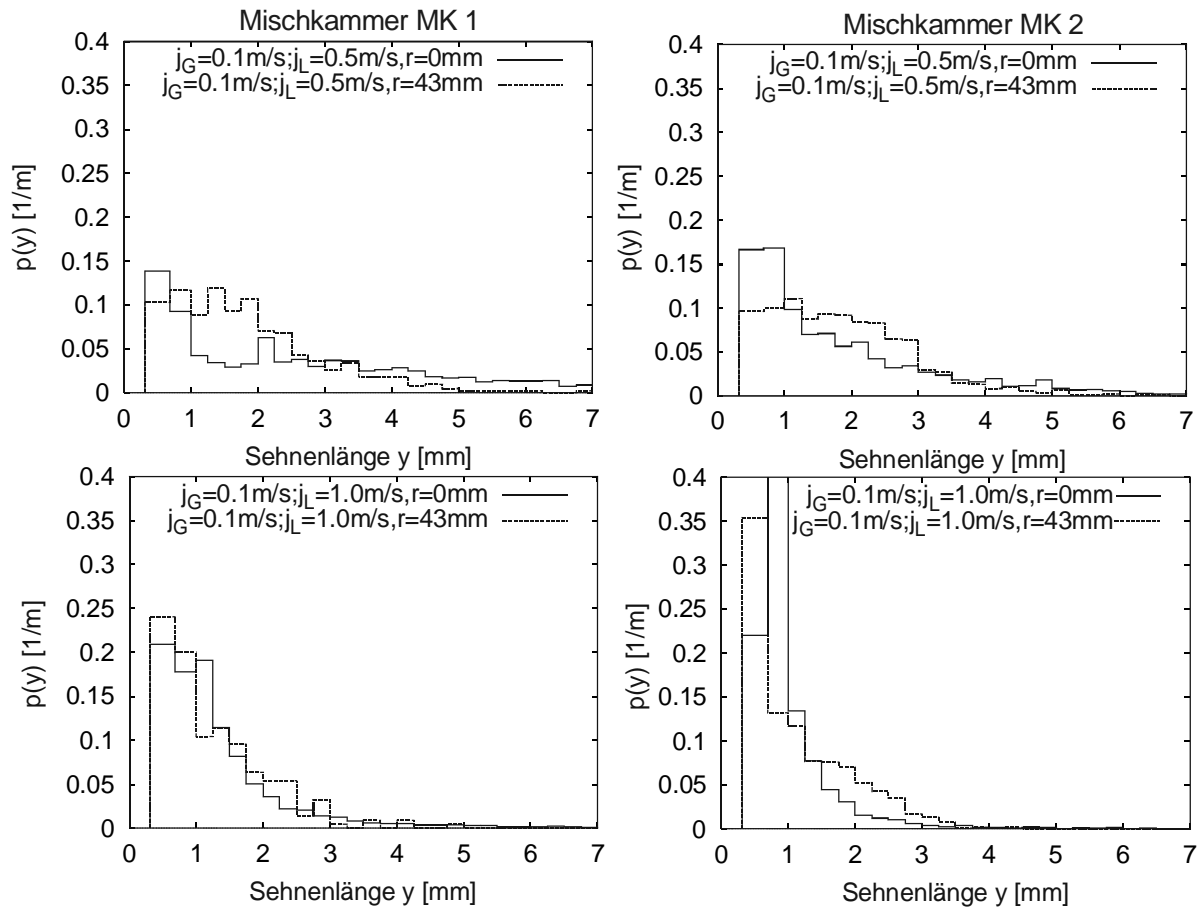 Mischkammer MK 1
j_G=0.1m/s;j_L=0.5m/s,r=0mm
j_G=0.1m/s;j_L=0.5m/s,r=43mm
0.4
0.35
0.3
0.25
0.2
0.15
0.1
0.05
0
p(y) [1/m]
0 1 2 3 4 5 6 7
Sehnenlänge y [mm]
Mischkammer MK 2
j_G=0.1m/s;j_L=0.5m/s,r=0mm
j_G=0.1m/s;j_L=0.5m/s,r=43mm
0.4
0.35
0.3
0.25
0.2
0.15
0.1
0.05
0
p(y) [1/m]
0 1 2 3 4 5 6 7
Sehnenlänge y [mm]
j_G=0.1m/s;j_L=1.0m/s,r=0mm
j_G=0.1m/s;j_L=1.0m/s,r=43mm
0.4
0.35
0.3
0.25
0.2
0.15
0.1
0.05
0
p(y) [1/m]
0 1 2 3 4 5 6 7
Sehnenlänge y [mm]
j_G=0.1m/s;j_L=1.0m/s,r=0mm
j_G=0.1m/s;j_L=1.0m/s,r=43mm
0.4
0.35
0.3
0.25
0.2
0.15
0.1
0.05
0
p(y) [1/m]
0 1 2 3 4 5 6 7
Sehnenlänge y [mm]